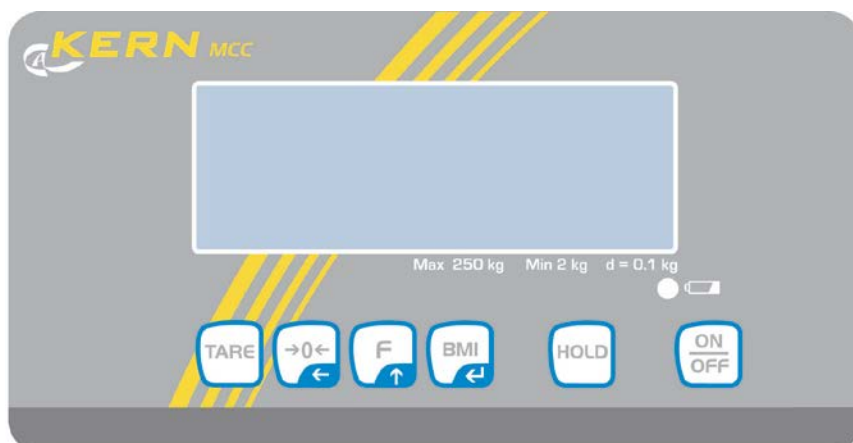 KERN MCC
Max 250 kg Min 2 kg d = 0.1 kg
TARE →0← F BMI HOLD ON
OFF
← ↑ ↵